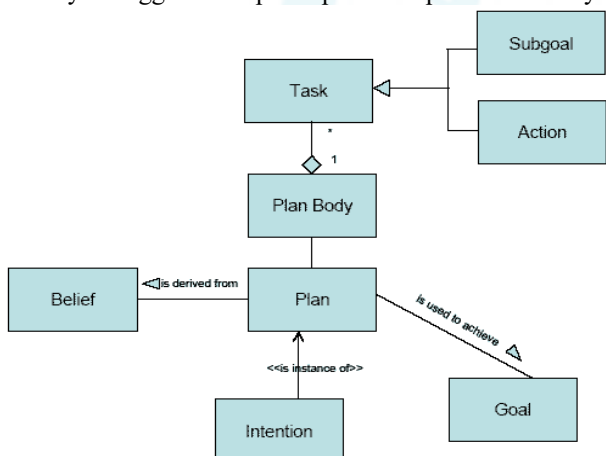 Subgoal
Task
Action
*
1
Plan Body
is derived from
Belief
Plan
is used to achieve
<<is instance of>>
Goal
Intention